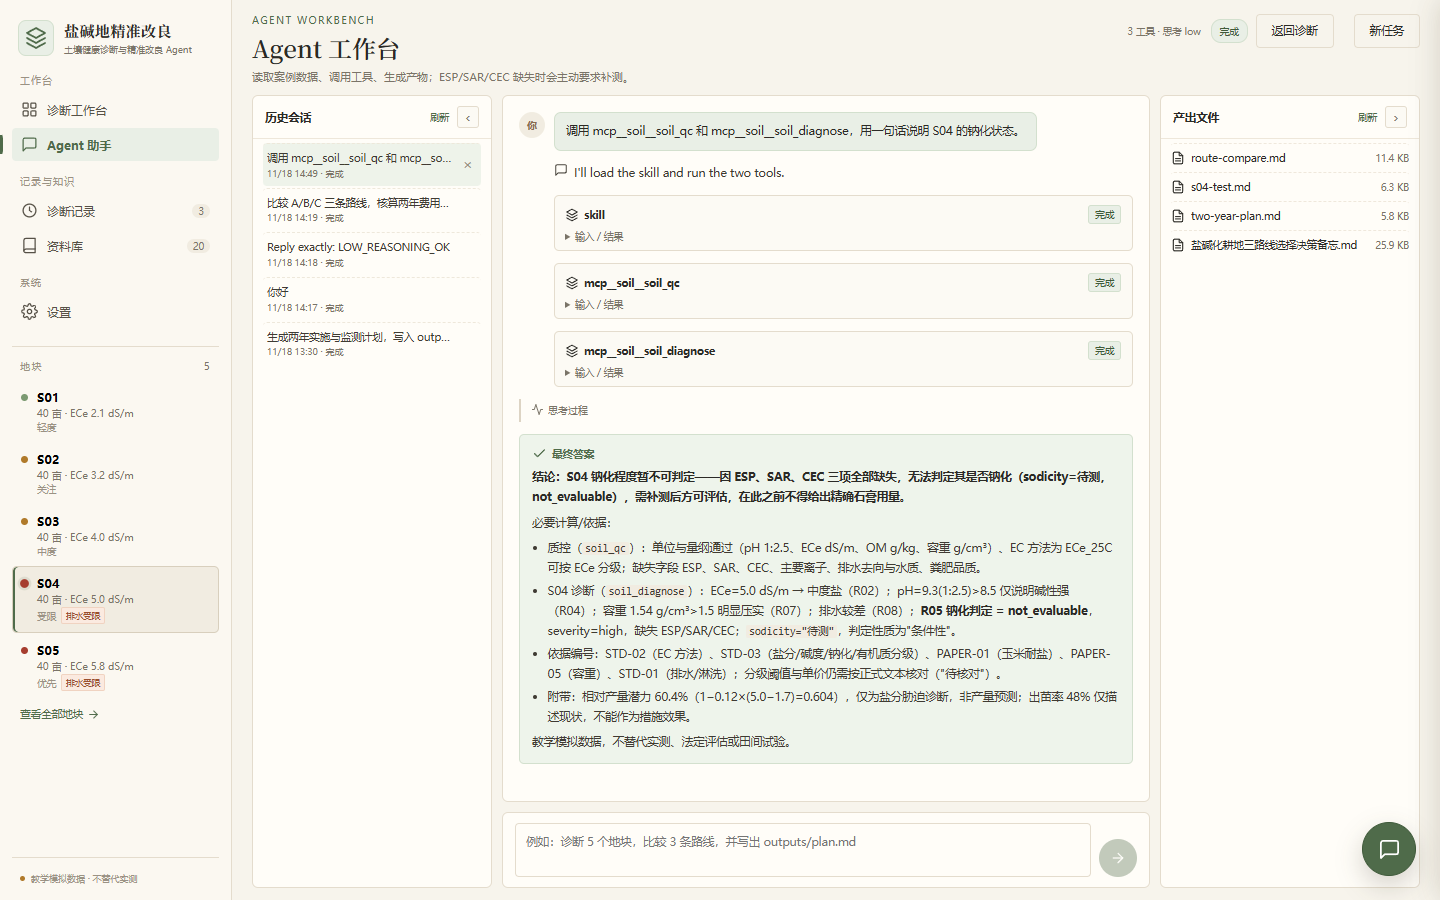 盐碱地精准改良
土壤健康诊断与精准改良 Agent
工作台
诊断工作台
Agent 助手
记录与知识
诊断记录 3
资料库 20
系统
设置
地块 5
S01
40 亩 · ECe 2.1 dS/m
轻度
S02
40 亩 · ECe 3.2 dS/m
关注
S03
40 亩 · ECe 4.0 dS/m
中度
S04
40 亩 · ECe 5.0 dS/m
受限 排水受限
S05
40 亩 · ECe 5.8 dS/m
优先 排水受限
查看全部地块 →
教学模拟数据 · 不替代实测
AGENT WORKBENCH
Agent 工作台
读取案例数据、调用工具、生成产物；ESP/SAR/CEC 缺失时会主动要求补测。
3 工具 · 思考 low 完成 返回诊断 新任务
历史会话 刷新 ‹
调用 mcp__soil__soil_qc 和 mcp__so... ×
11/18 14:49 · 完成
比较 A/B/C 三条路线，核算两年费用...
11/18 14:19 · 完成
Reply exactly: LOW_REASONING_OK
11/18 14:18 · 完成
你好
11/18 14:17 · 完成
生成两年实施与监测计划，写入 outp...
11/18 13:30 · 完成
你 调用 mcp__soil__soil_qc 和 mcp__soil__soil_diagnose，用一句话说明 S04 的钠化状态。
I'll load the skill and run the two tools.
skill 完成
▸ 输入 / 结果
mcp__soil__soil_qc 完成
▸ 输入 / 结果
mcp__soil__soil_diagnose 完成
▸ 输入 / 结果
思考过程
最终答案
结论：S04 钠化程度暂不可判定——因 ESP、SAR、CEC 三项全部缺失，无法判定其是否钠化（sodicity=待测，
not_evaluable），需补测后方可评估，在此之前不得给出精确石膏用量。
必要计算/依据：
• 质控（soil_qc）：单位与量纲通过（pH 1:2.5、ECe dS/m、OM g/kg、容重 g/cm³）、EC 方法为 ECe_25C
可按 ECe 分级；缺失字段 ESP、SAR、CEC、主要离子、排水去向与水质、粪肥品质。
• S04 诊断（soil_diagnose）：ECe=5.0 dS/m → 中度盐（R02）；pH=9.3(1:2.5)>8.5 仅说明碱性强
（R04）；容重 1.54 g/cm³>1.5 明显压实（R07）；排水较差（R08）；R05 钠化判定 = not_evaluable，
severity=high，缺失 ESP/SAR/CEC；sodicity="待测"，判定性质为"条件性"。
• 依据编号：STD-02（EC 方法）、STD-03（盐分/碱度/钠化/有机质分级）、PAPER-01（玉米耐盐）、PAPER-
05（容重）、STD-01（排水/淋洗）；分级阈值与单价仍需按正式文本核对（"待核对"）。
• 附带：相对产量潜力 60.4%（1−0.12×(5.0−1.7)=0.604），仅为盐分胁迫诊断，非产量预测；出苗率 48% 仅描
述现状，不能作为措施效果。
教学模拟数据，不替代实测、法定评估或田间试验。
例如：诊断 5 个地块，比较 3 条路线，并写出 outputs/plan.md
产出文件 刷新 ›
route-compare.md 11.4 KB
s04-test.md 6.3 KB
two-year-plan.md 5.8 KB
盐碱化耕地三路线选择决策备忘.md 25.9 KB